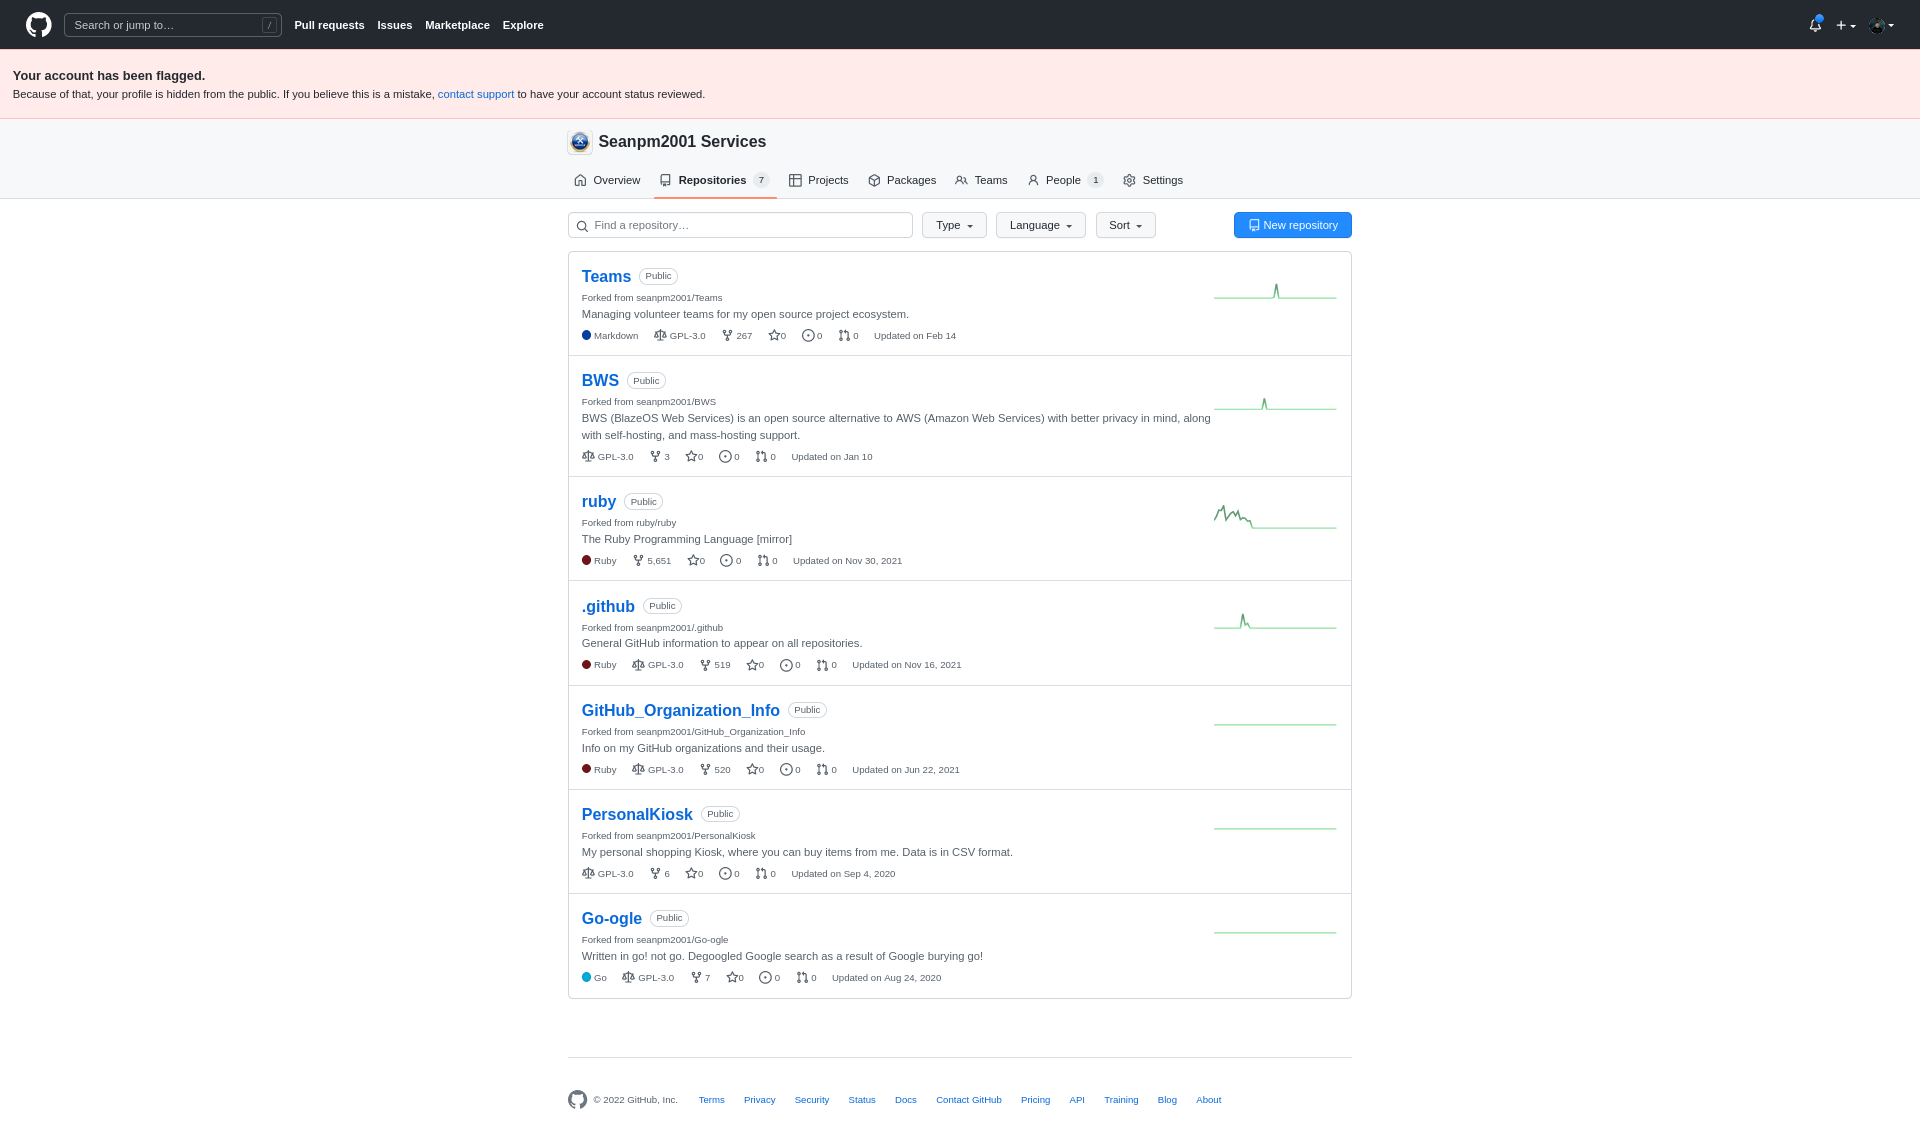 Search or jump to… /
Pull requests Issues Marketplace Explore
Your account has been flagged.
Because of that, your profile is hidden from the public. If you believe this is a mistake, contact support to have your account status reviewed.
Seanpm2001 Services
Overview Repositories 7 Projects Packages Teams People 1 Settings
Find a repository… Type Language Sort New repository
Teams Public
Forked from seanpm2001/Teams
Managing volunteer teams for my open source project ecosystem.
Markdown GPL-3.0 267 0 0 0 Updated on Feb 14
BWS Public
Forked from seanpm2001/BWS
BWS (BlazeOS Web Services) is an open source alternative to AWS (Amazon Web Services) with better privacy in mind, along
with self-hosting, and mass-hosting support.
GPL-3.0 3 0 0 0 Updated on Jan 10
ruby Public
Forked from ruby/ruby
The Ruby Programming Language [mirror]
Ruby 5,651 0 0 0 Updated on Nov 30, 2021
.github Public
Forked from seanpm2001/.github
General GitHub information to appear on all repositories.
Ruby GPL-3.0 519 0 0 0 Updated on Nov 16, 2021
GitHub_Organization_Info Public
Forked from seanpm2001/GitHub_Organization_Info
Info on my GitHub organizations and their usage.
Ruby GPL-3.0 520 0 0 0 Updated on Jun 22, 2021
PersonalKiosk Public
Forked from seanpm2001/PersonalKiosk
My personal shopping Kiosk, where you can buy items from me. Data is in CSV format.
GPL-3.0 6 0 0 0 Updated on Sep 4, 2020
Go-ogle Public
Forked from seanpm2001/Go-ogle
Written in go! not go. Degoogled Google search as a result of Google burying go!
Go GPL-3.0 7 0 0 0 Updated on Aug 24, 2020
© 2022 GitHub, Inc. Terms Privacy Security Status Docs Contact GitHub Pricing API Training Blog About